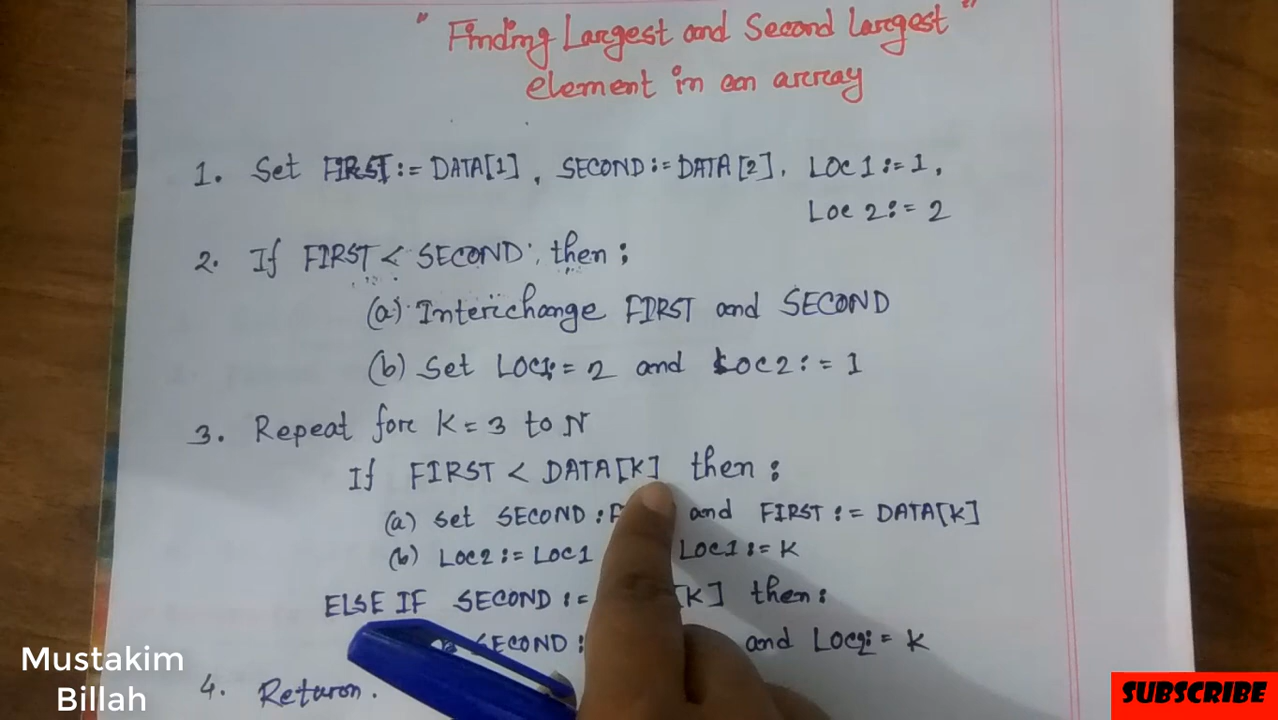 " Finding Largest and Second largest "
element in an array
1. Set FIRST := DATA[1], SECOND := DATA[2], LOC1 := 1,
Loc 2 := 2
2. If FIRST < SECOND, then;
(a) Interchange FIRST and SECOND
(b) Set LOC1 := 2 and Loc2 := 1
3. Repeat for K = 3 to N
If FIRST < DATA[K] then :
(a) Set SECOND : and FIRST := DATA[K]
(b) Loc2 := Loc1 Loc1 := K
ELSE IF SECOND := K] then :
SECOND : and Loc2 := K
4. Return.
Mustakim
Billah
SUBSCRIBE